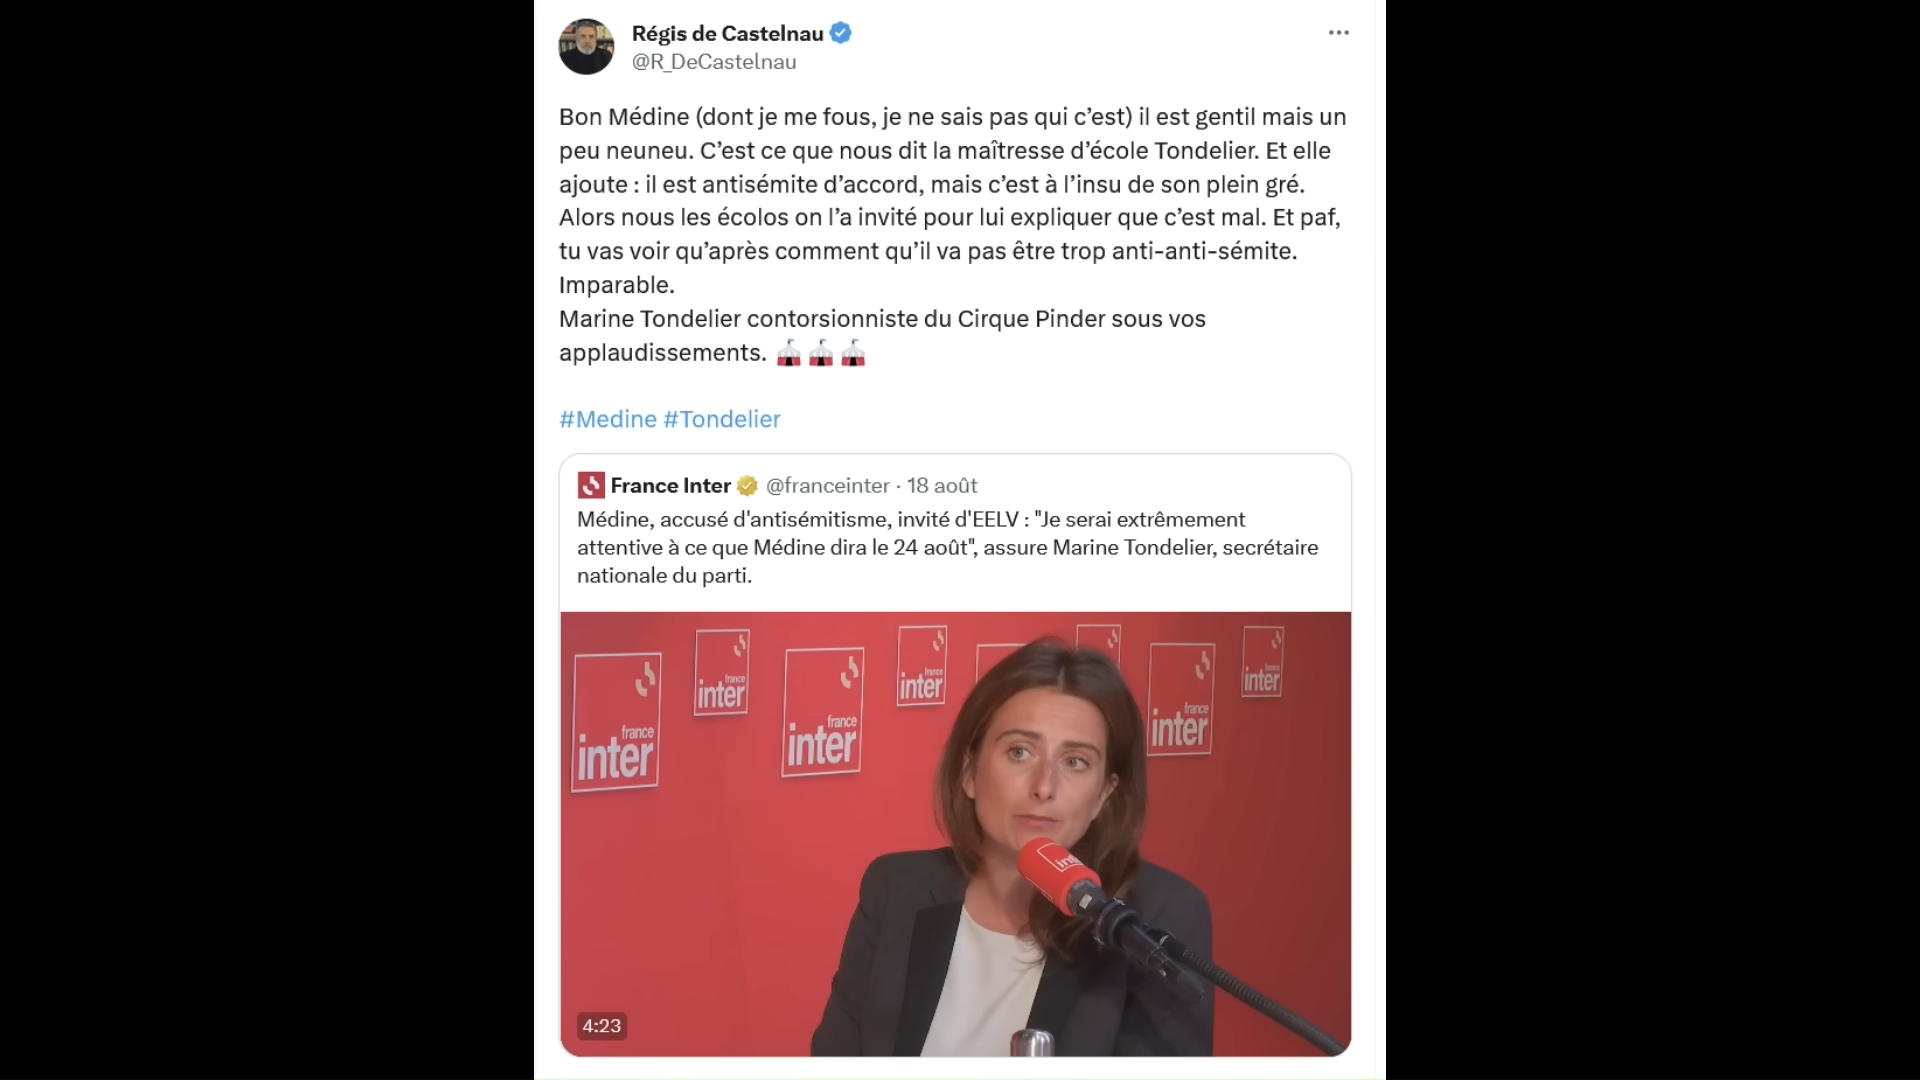 Régis de Castelnau
@R_DeCastelnau
Bon Médine (dont je me fous, je ne sais pas qui c’est) il est gentil mais un
peu neuneu. C’est ce que nous dit la maîtresse d’école Tondelier. Et elle
ajoute : il est antisémite d’accord, mais c’est à l’insu de son plein gré.
Alors nous les écolos on l’a invité pour lui expliquer que c’est mal. Et paf,
tu vas voir qu’après comment qu’il va pas être trop anti-anti-sémite.
Imparable.
Marine Tondelier contorsionniste du Cirque Pinder sous vos
applaudissements. 🎪🎪🎪
#Medine #Tondelier
France Inter @franceinter · 18 août
Médine, accusé d'antisémitisme, invité d'EELV : "Je serai extrêmement
attentive à ce que Médine dira le 24 août", assure Marine Tondelier, secrétaire
nationale du parti.
france
inter
france
inter
france
inter
france
inter
france
inter
france
inter
4:23